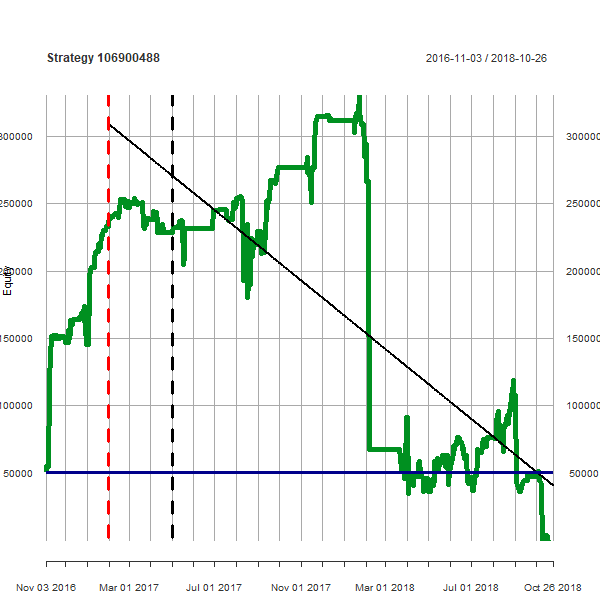 Strategy 106900488 2016-11-03 / 2018-10-26
300000 300000
250000 250000
200000 200000
Equity
150000 150000
100000 100000
50000 50000
Nov 03 2016 Mar 01 2017 Jul 01 2017 Nov 01 2017 Mar 01 2018 Jul 01 2018 Oct 26 2018